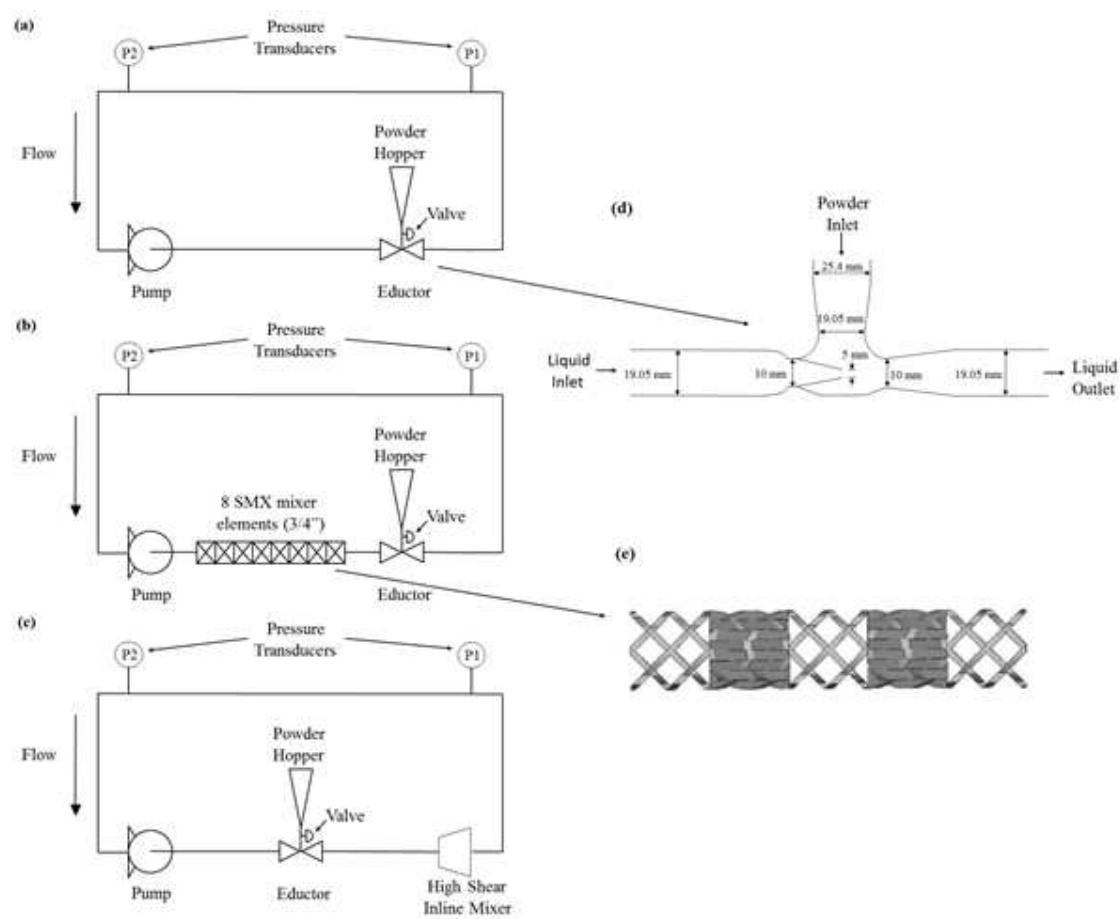 (a)
P2
Pressure
Transducers
P1
Flow
Powder
Hopper
Valve
Pump
Eductor
(b)
P2
Pressure
Transducers
P1
Flow
Powder
Hopper
8 SMX mixer
elements (3/4")
Valve
Pump
Eductor
(c)
P2
Pressure
Transducers
P1
Flow
Powder
Hopper
Valve
Pump
Eductor
High Shear
Inline Mixer
(d)
Powder
Inlet
25.4 mm
19.05 mm
5 mm
Liquid
Inlet
19.05 mm
10 mm
10 mm
19.05 mm
Liquid
Outlet
(e)